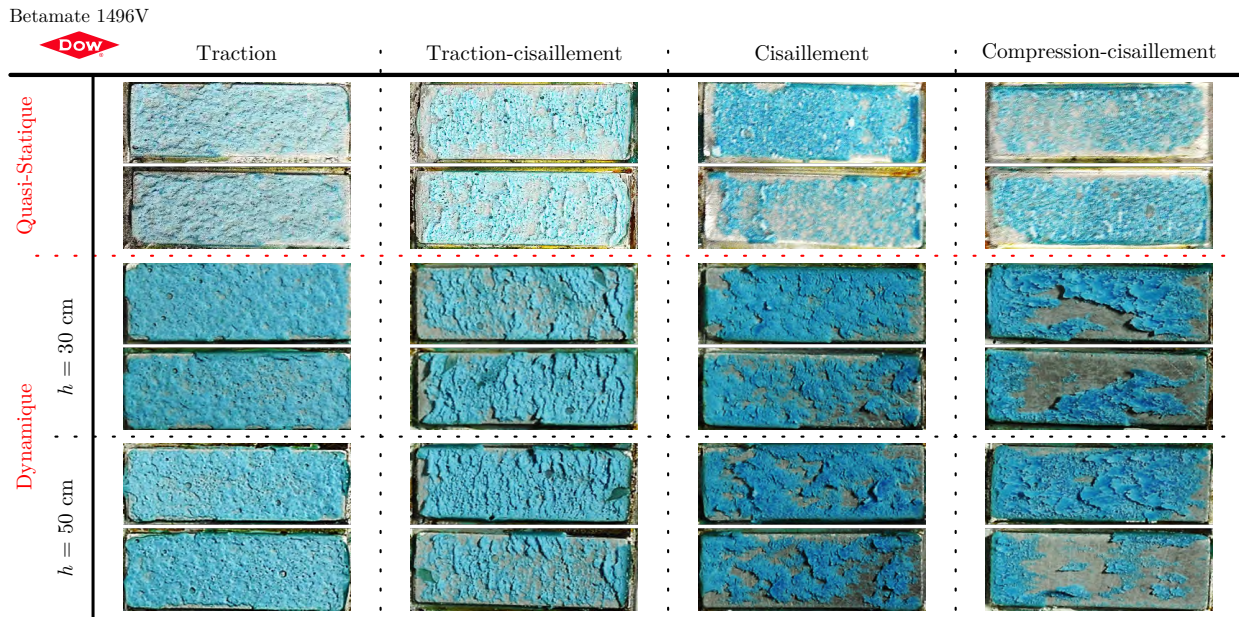 Betamate 1496V
Dow
Traction
Traction-cisaillement
Cisaillement
Compression-cisaillement
Quasi-Statique
Dynamique
h = 30 cm
h = 50 cm